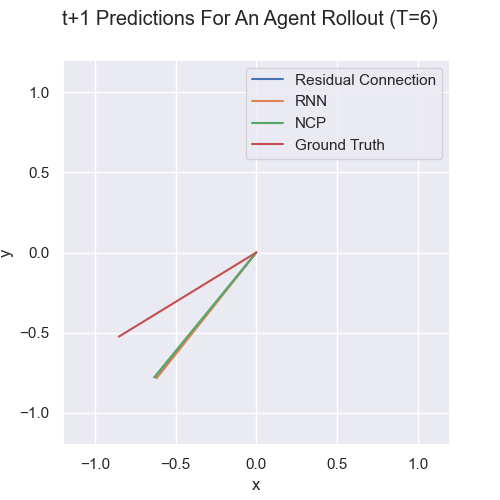 t+1 Predictions For An Agent Rollout (T=6)
Residual Connection
RNN
NCP
Ground Truth
1.0
0.5
0.0
−0.5
−1.0
y
−1.0 −0.5 0.0 0.5 1.0
x